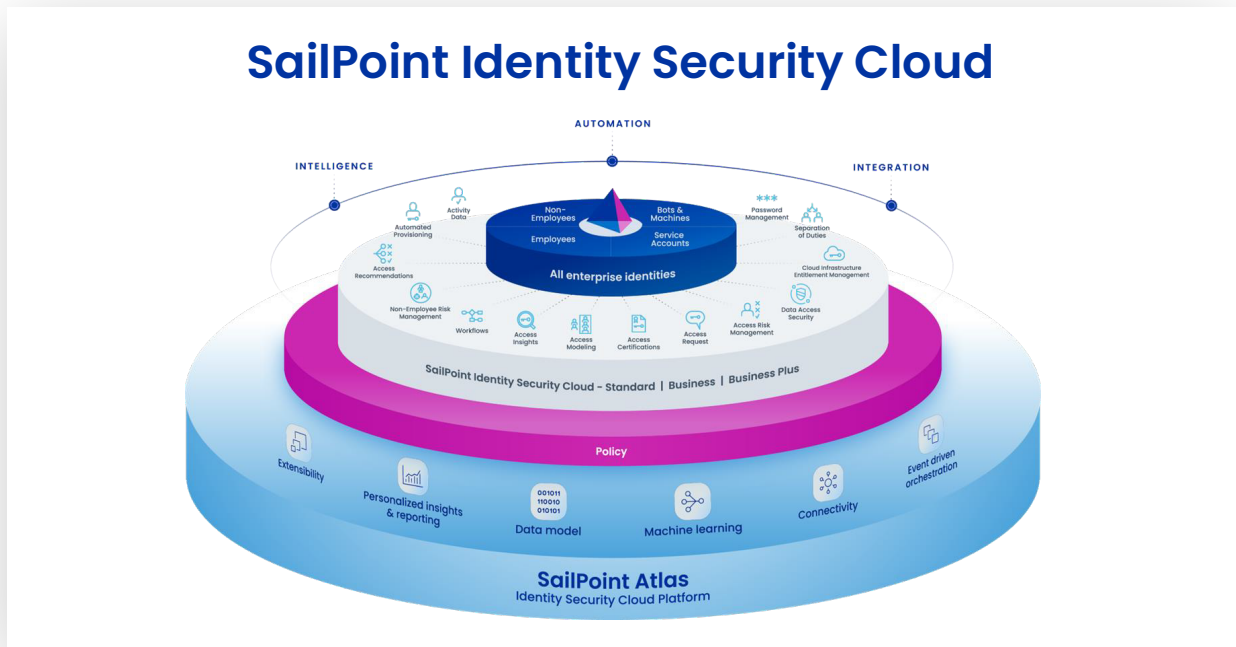 SailPoint Identity Security Cloud
AUTOMATION
INTELLIGENCE
INTEGRATION
Activity
Data
Automated
Provisioning
Access
Recommendations
Non-Employee Risk
Management
Workflows
Access
Insights
Access
Modeling
Access
Certifications
Access
Request
Access Risk
Management
Data Access
Security
Cloud Infrastructure
Entitlement Management
Separation
of Duties
***
Password
Management
Non-
Employees
Bots &
Machines
Employees
Service
Accounts
All enterprise identities
SailPoint Identity Security Cloud - Standard | Business | Business Plus
Policy
Extensibility
Personalized insights
& reporting
001011
110010
010101
Data model
Machine learning
Connectivity
Event driven
orchestration
SailPoint Atlas
Identity Security Cloud Platform